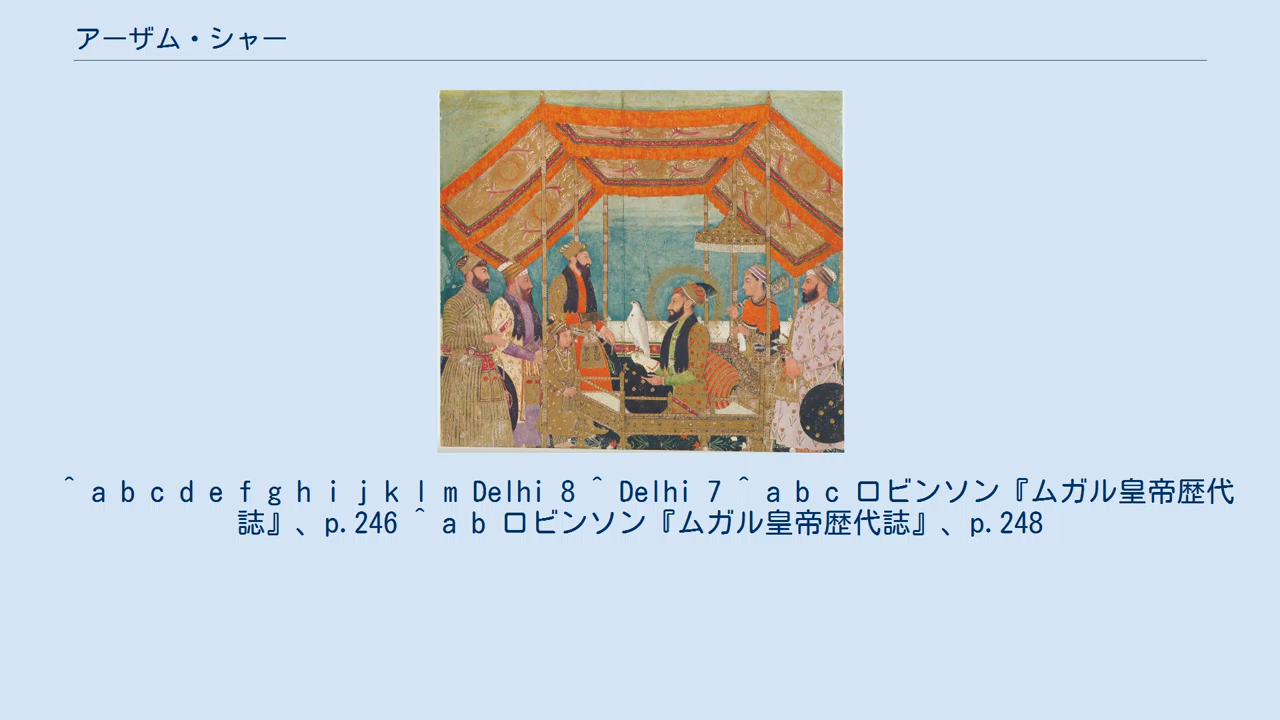 アーザム・シャー
^ a b c d e f g h i j k l m Delhi 8 ^ Delhi 7 ^ a b c ロビンソン『ムガル皇帝歴代
誌』、p.246 ^ a b ロビンソン『ムガル皇帝歴代誌』、p.248